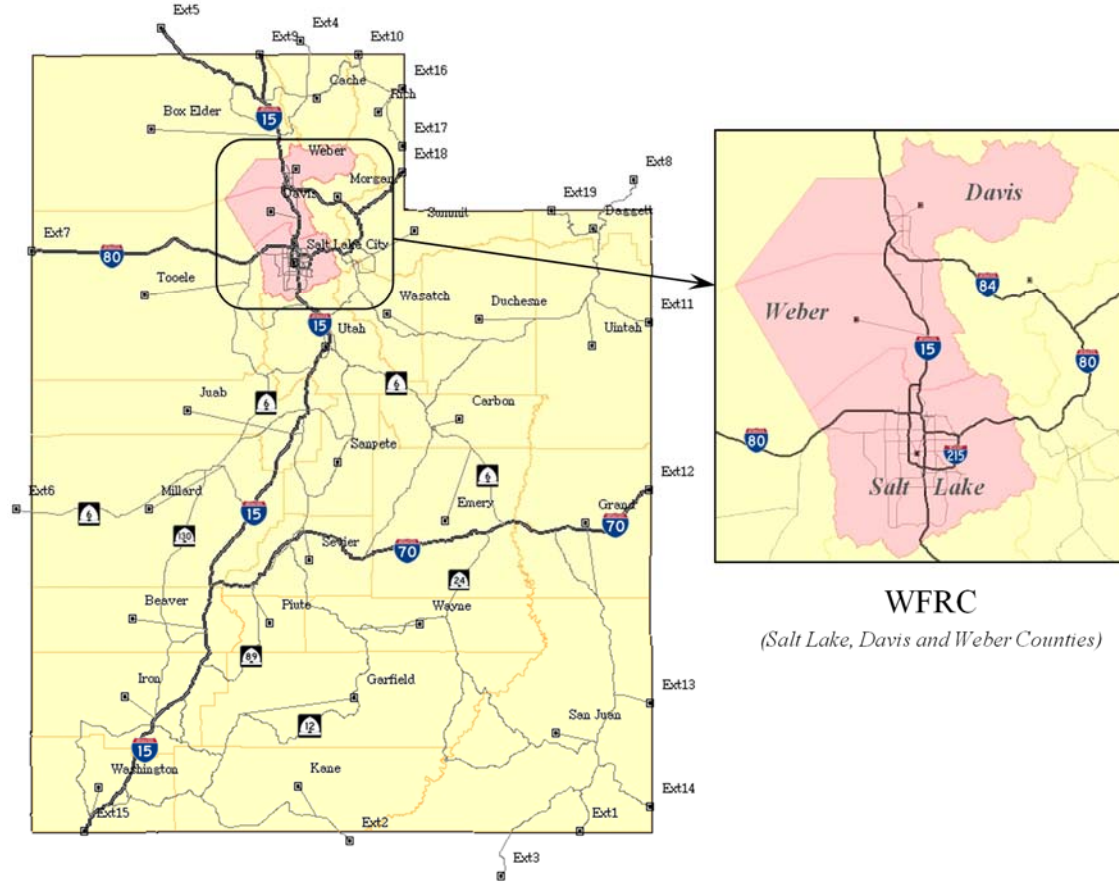 Ext5
Ext4
Ext9
Ext10
Ext16
Cache
Rich
Box Elder
15
Ext17
Ext18
Weber
Morgan
Davis
Ext8
Ext19
Daggett
Summit
Ext7
80
Salt Lake City
Tooele
Wasatch
Duchesne
Ext11
15
Uintah
Utah
6
Juab
6
Carbon
Sanpete
6
Ext12
Ext6
Millard
6
15
Emery
Grand
130
70
70
Sevier
24
Beaver
Piute
Wayne
89
Iron
Garfield
Ext13
12
San Juan
15
Washington
Kane
Ext14
Ext15
Ext2
Ext1
Ext3
Davis
84
Weber
15
80
80
215
Salt Lake
WFRC
(Salt Lake, Davis and Weber Counties)